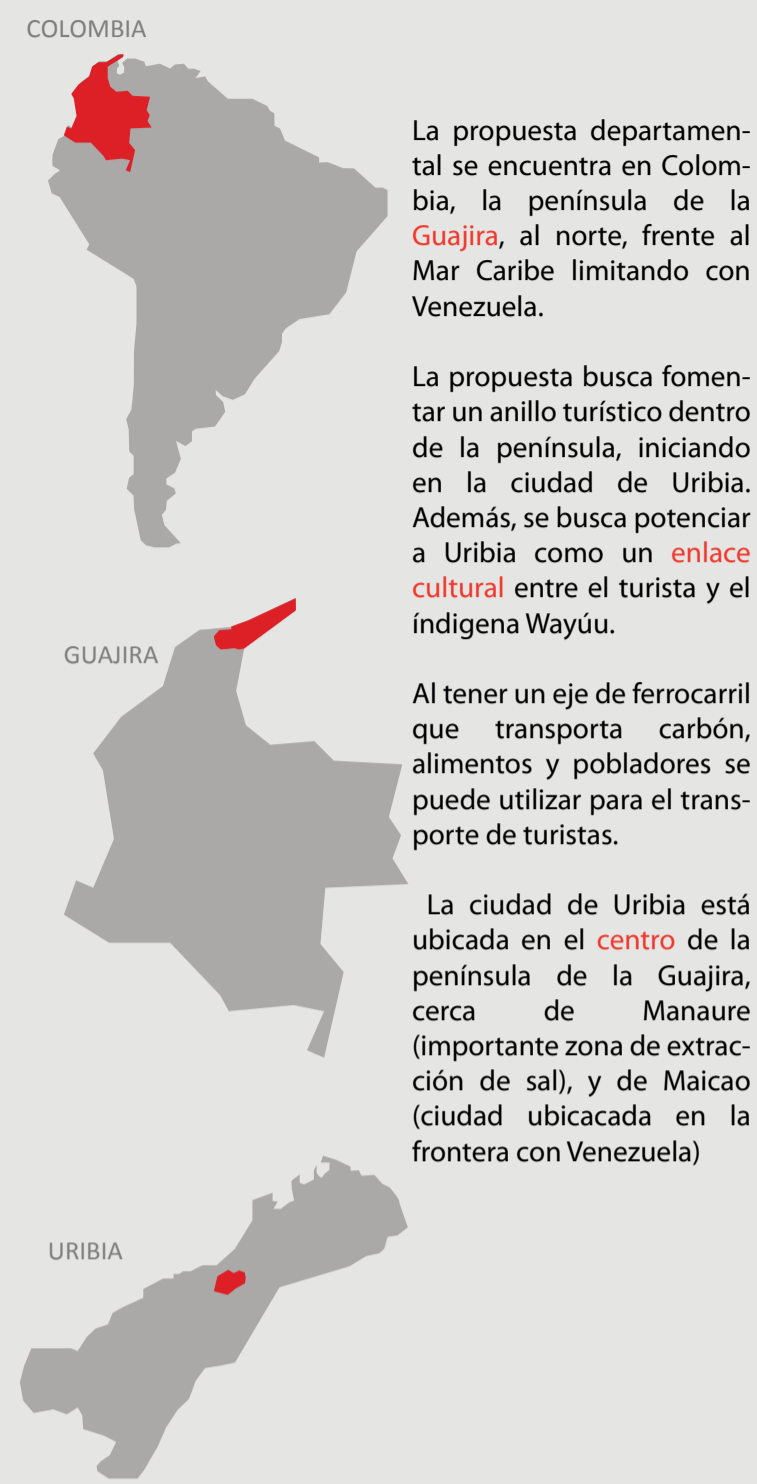 COLOMBIA
La propuesta departamen-
tal se encuentra en Colom-
bia, la península de la
Guajira, al norte, frente al
Mar Caribe limitando con
Venezuela.
La propuesta busca fomen-
tar un anillo turístico dentro
de la península, iniciando
en la ciudad de Uribia.
Además, se busca potenciar
a Uribia como un enlace
cultural entre el turista y el
índigena Wayúu.
GUAJIRA
Al tener un eje de ferrocarril
que transporta carbón,
alimentos y pobladores se
puede utilizar para el trans-
porte de turistas.
La ciudad de Uribia está
ubicada en el centro de la
península de la Guajira,
cerca de Manaure
(importante zona de extrac-
ción de sal), y de Maicao
(ciudad ubicacada en la
frontera con Venezuela)
URIBIA